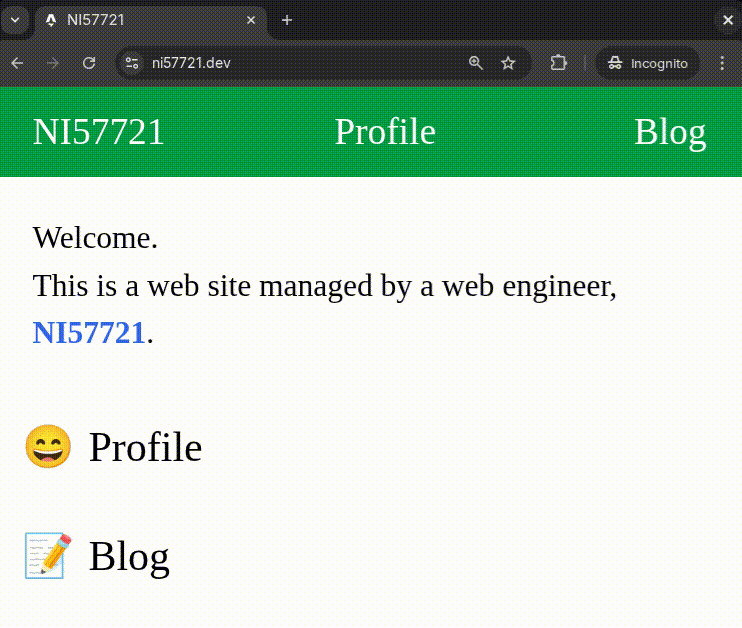 NI57721
ni57721.dev
Incognito
NI57721 Profile Blog
Welcome.
This is a web site managed by a web engineer,
NI57721.
Profile
Blog